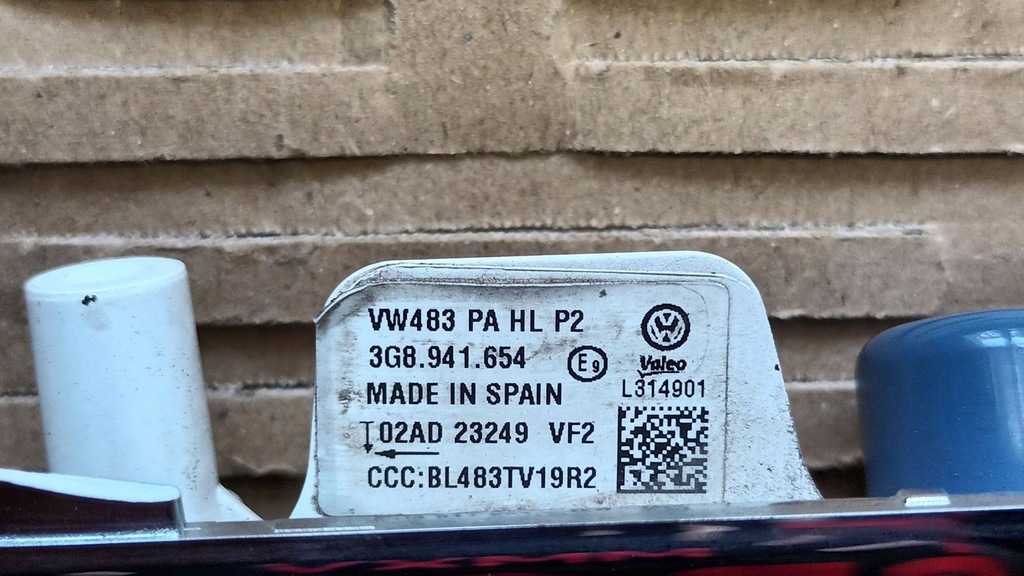 VW483 PA HL P2
3G8.941.654 E9
Valeo
MADE IN SPAIN
L314901
02AD 23249 VF2
CCC:BL483TV19R2